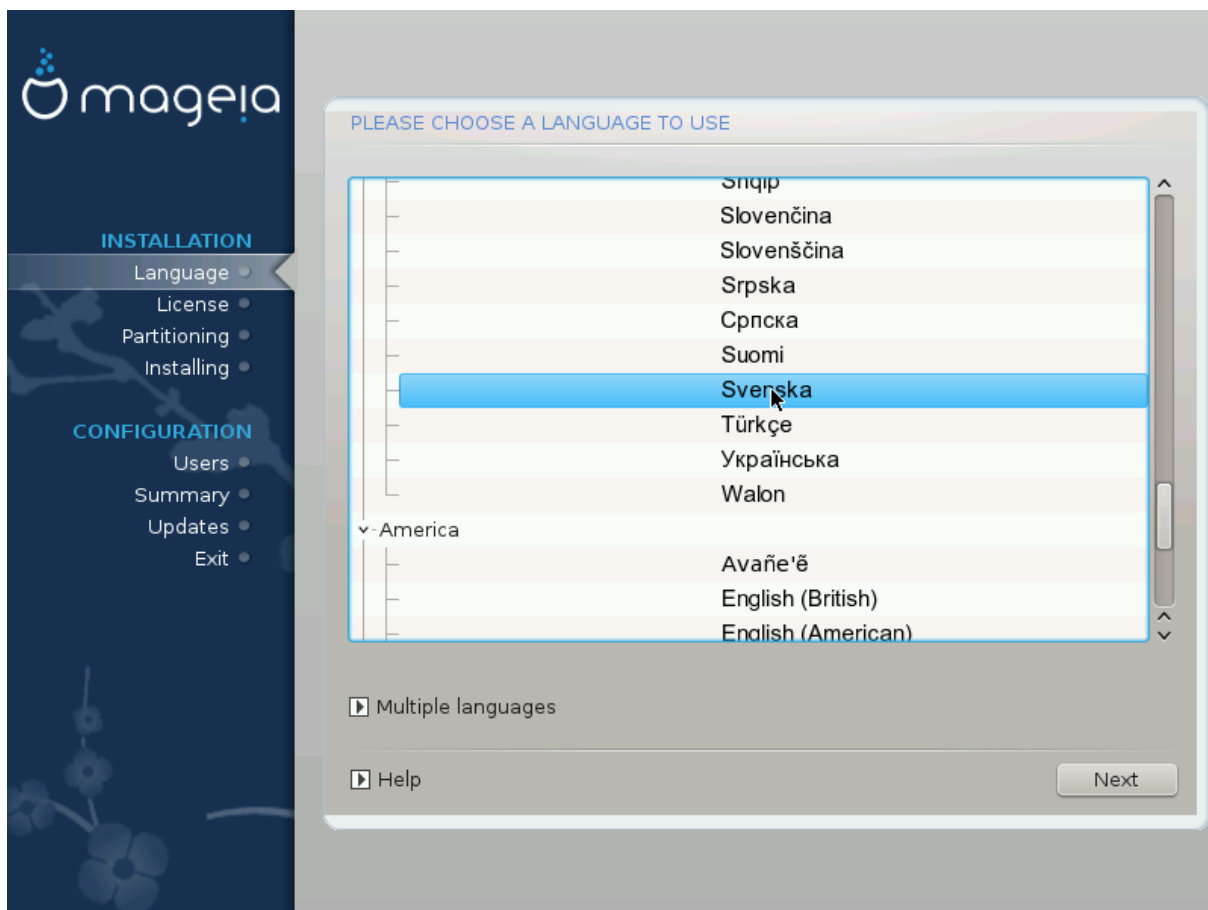 mageia
INSTALLATION
Language
License
Partitioning
Installing
CONFIGURATION
Users
Summary
Updates
Exit
PLEASE CHOOSE A LANGUAGE TO USE
Shqip
Slovenčina
Slovenščina
Srpska
Српска
Suomi
Svenska
Türkçe
Українська
Walon
America
Avañe'ẽ
English (British)
English (American)
Multiple languages
Help
Next